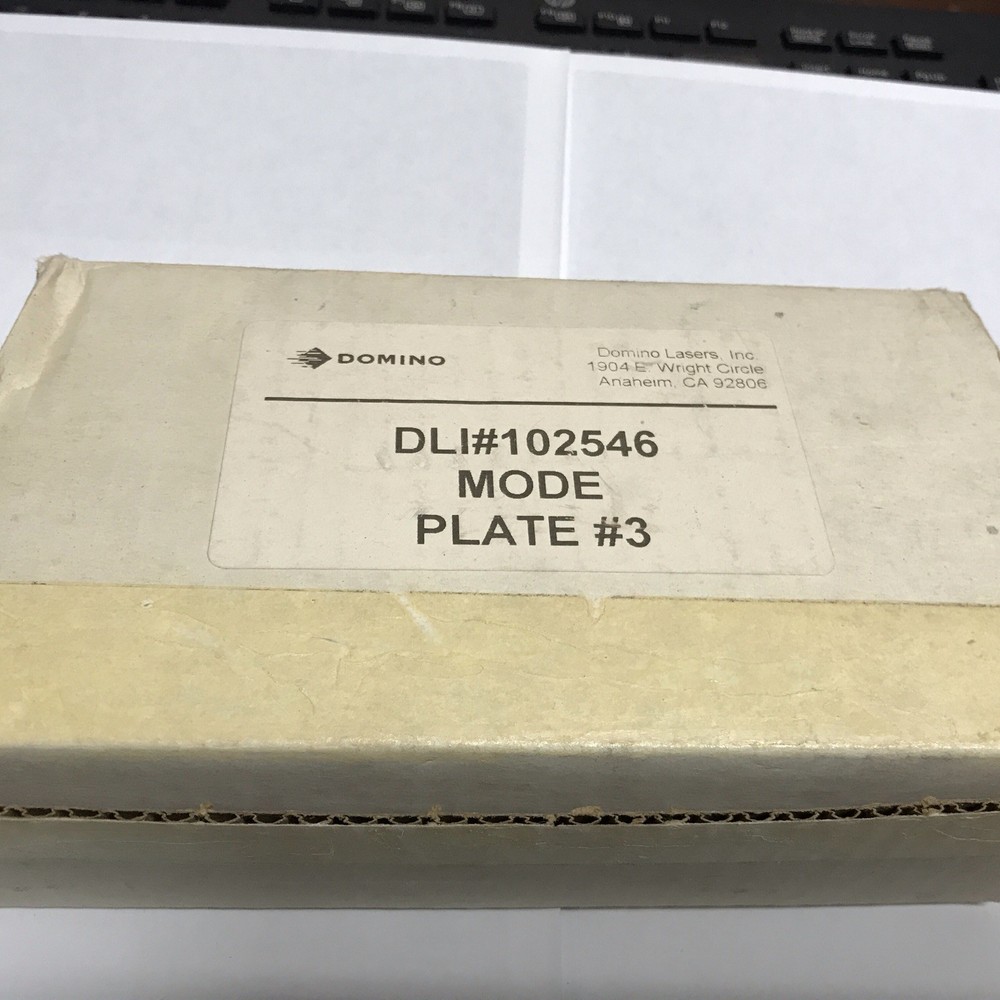 DOMINO
Domino Lasers, Inc.
1904 E. Wright Circle
Anaheim, CA 92806
DLI#102546
MODE
PLATE #3